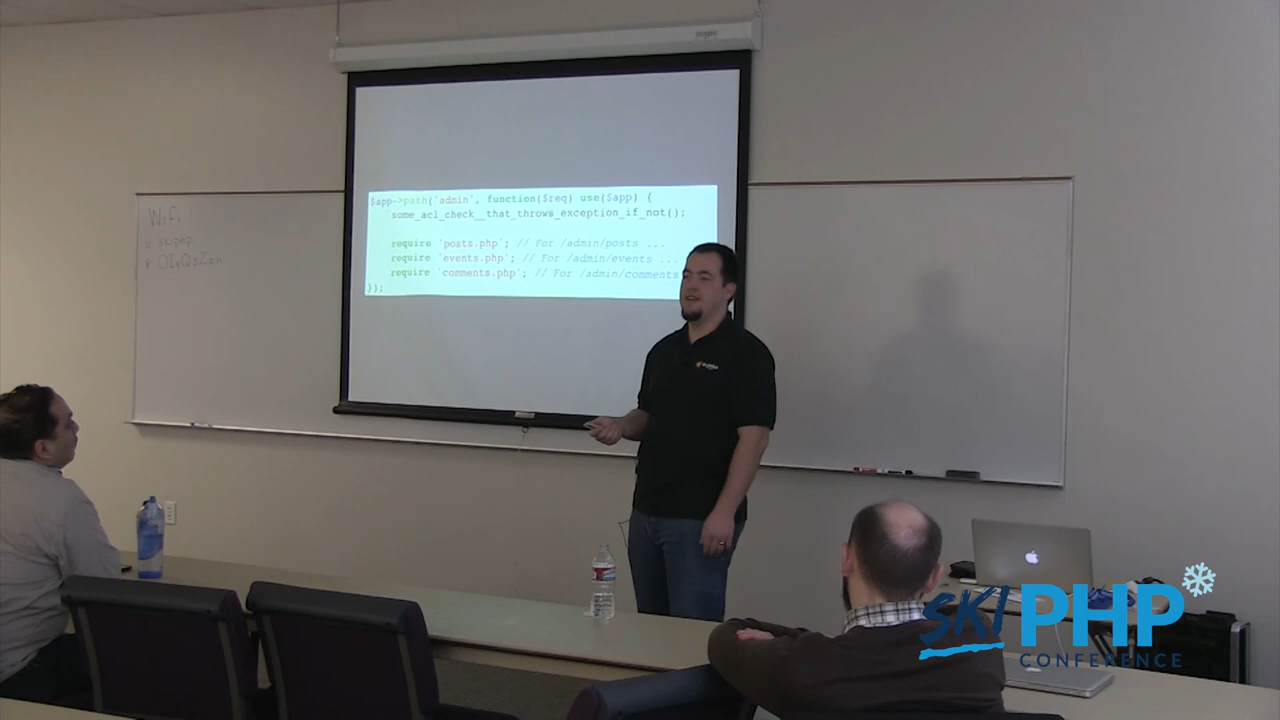 $app->path('admin', function($req) use($app) {
some_acl_check__that_throws_exception_if_not();
require 'posts.php'; // For /admin/posts ...
require 'events.php'; // For /admin/events ...
require 'comments.php'; // For /admin/comments
});
Wifi
skiphp
SKI PHP
CONFERENCE